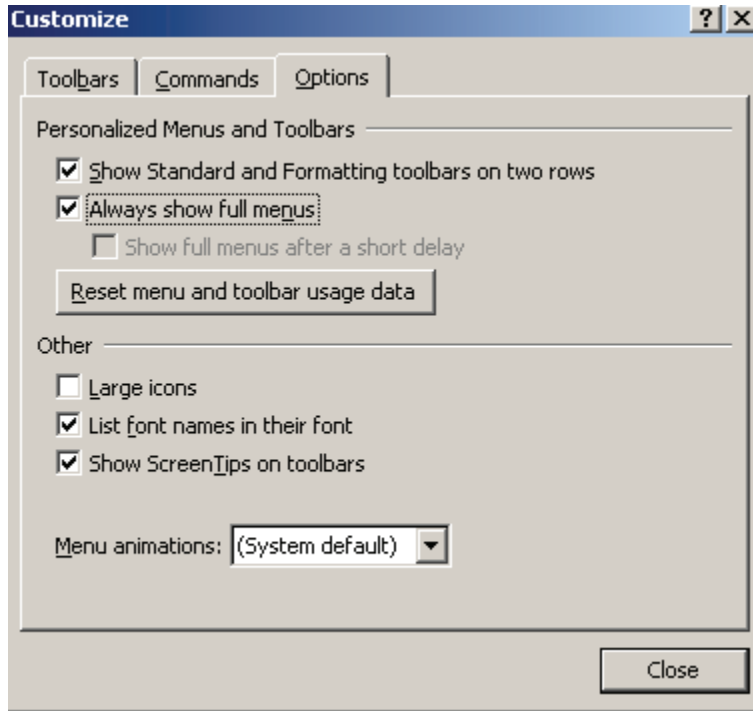 Customize
Toolbars Commands Options
Personalized Menus and Toolbars
Show Standard and Formatting toolbars on two rows
Always show full menus
Show full menus after a short delay
Reset menu and toolbar usage data
Other
Large icons
List font names in their font
Show ScreenTips on toolbars
Menu animations: (System default)
Close